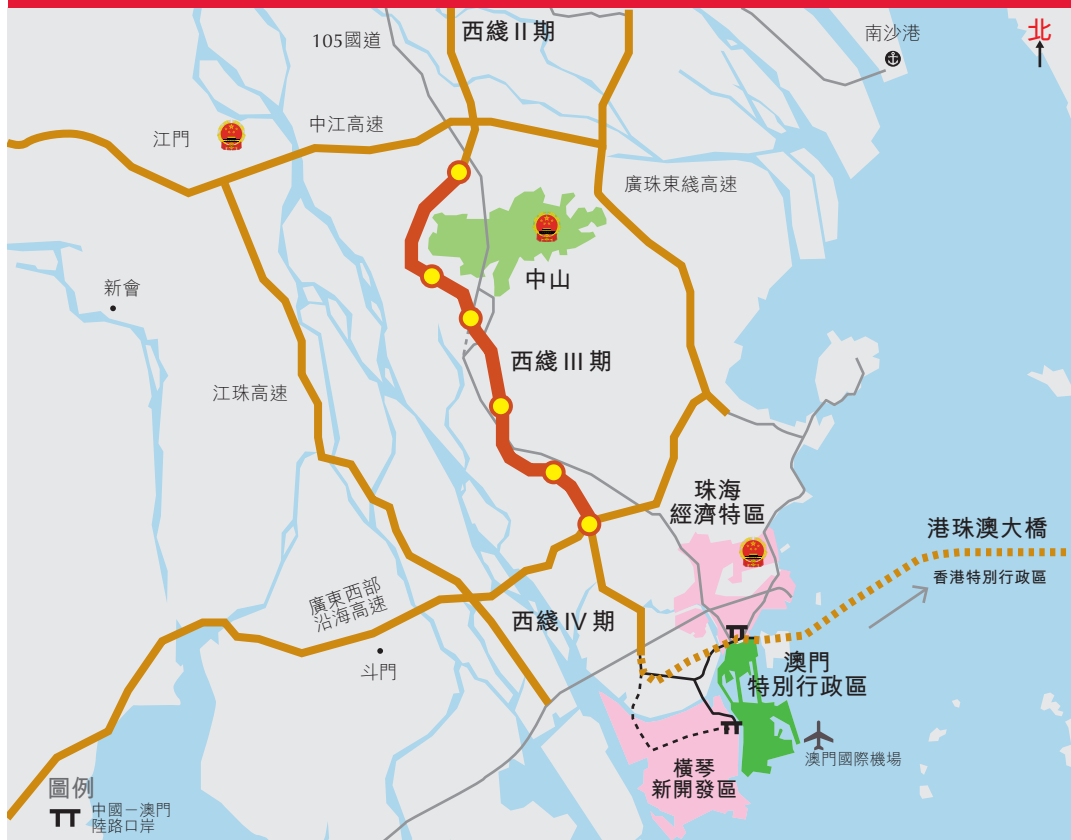 105國道
西綫 II 期
南沙港
北
江門
中江高速
廣珠東綫高速
中山
新會
西綫 III 期
江珠高速
珠海
經濟特區
港珠澳大橋
香港特別行政區
廣東西部
沿海高速
西綫 IV 期
斗門
澳門
特別行政區
澳門國際機場
橫琴
新開發區
圖例
中國－澳門
陸路口岸